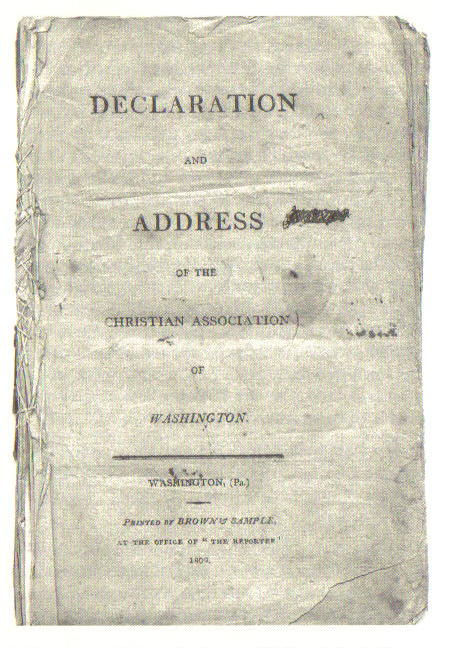 DECLARATION
AND
ADDRESS
OF THE
CHRISTIAN ASSOCIATION
OF
WASHINGTON.
WASHINGTON, (Pa.)
PRINTED BY BROWN & SAMPLE,
AT THE OFFICE OF "THE REPORTER"
1809.